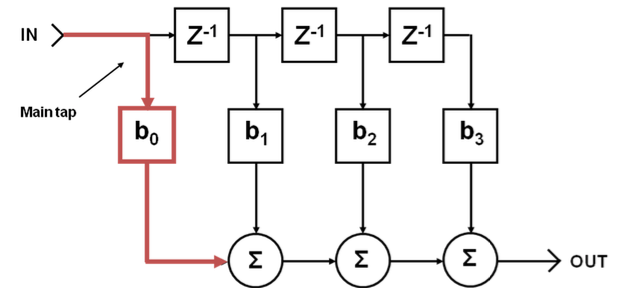 IN
Z⁻¹
Z⁻¹
Z⁻¹
Main tap
b₀
b₁
b₂
b₃
Σ
Σ
Σ
OUT